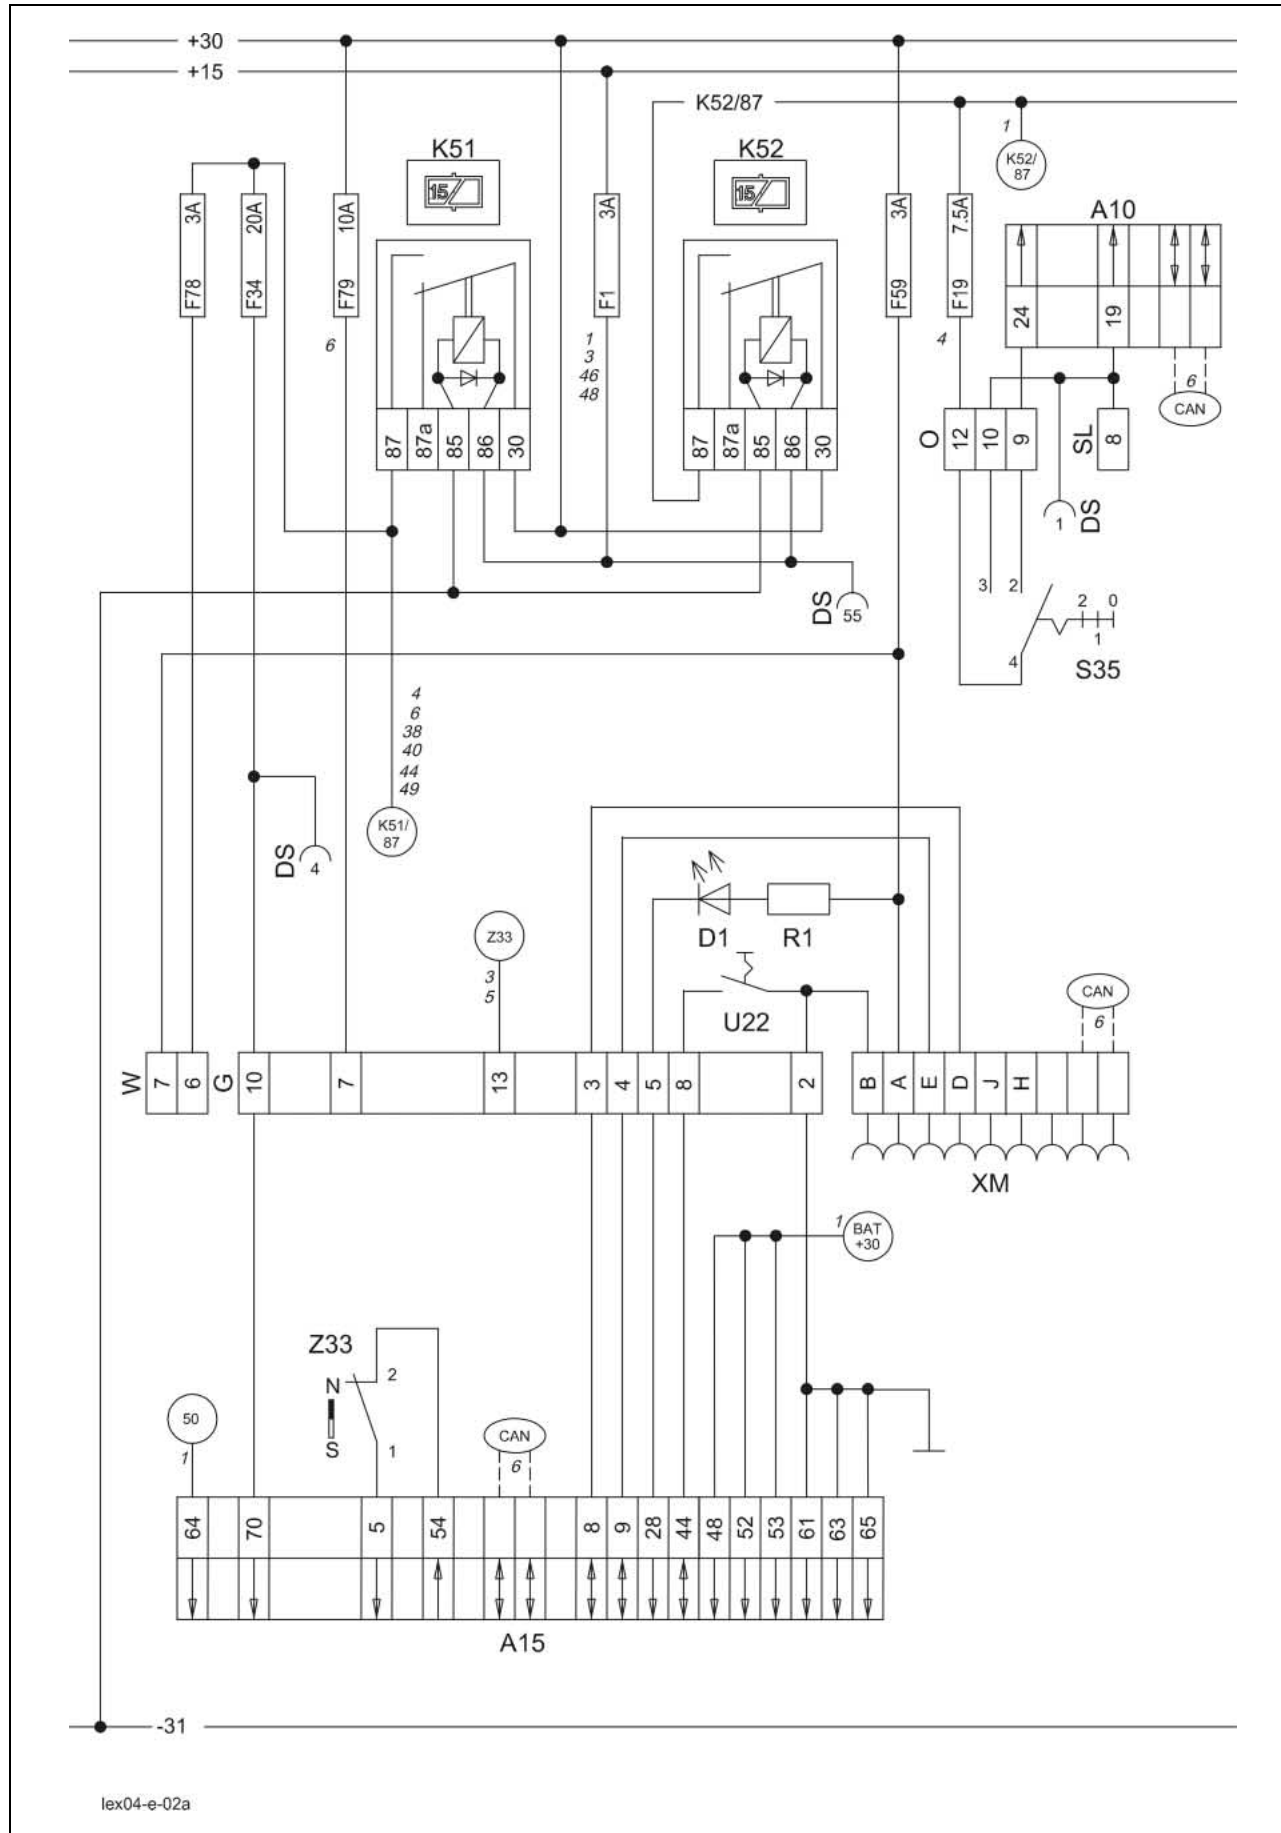 +30
+15
K52/87
1
K52/
87
K51
K52
15
15
A10
3A
F78
20A
F34
10A
F79
3A
F1
3A
F59
7.5A
F19
6
1
3
46
48
4
24
19
6
CAN
87
87a
85
86
30
87
87a
85
86
30
O
12
10
9
SL
8
DS
1
DS
55
3
2
4
2
0
1
S35
4
6
38
40
44
49
K51/
87
DS
4
D1
R1
Z33
3
5
U22
CAN
6
W
7
6
G
10
7
13
3
4
5
8
2
B
A
E
D
J
H
XM
1
BAT
+30
Z33
N
S
2
1
50
1
CAN
6
64
70
5
54
8
9
28
44
48
52
53
61
63
65
A15
-31
lex04-e-02a